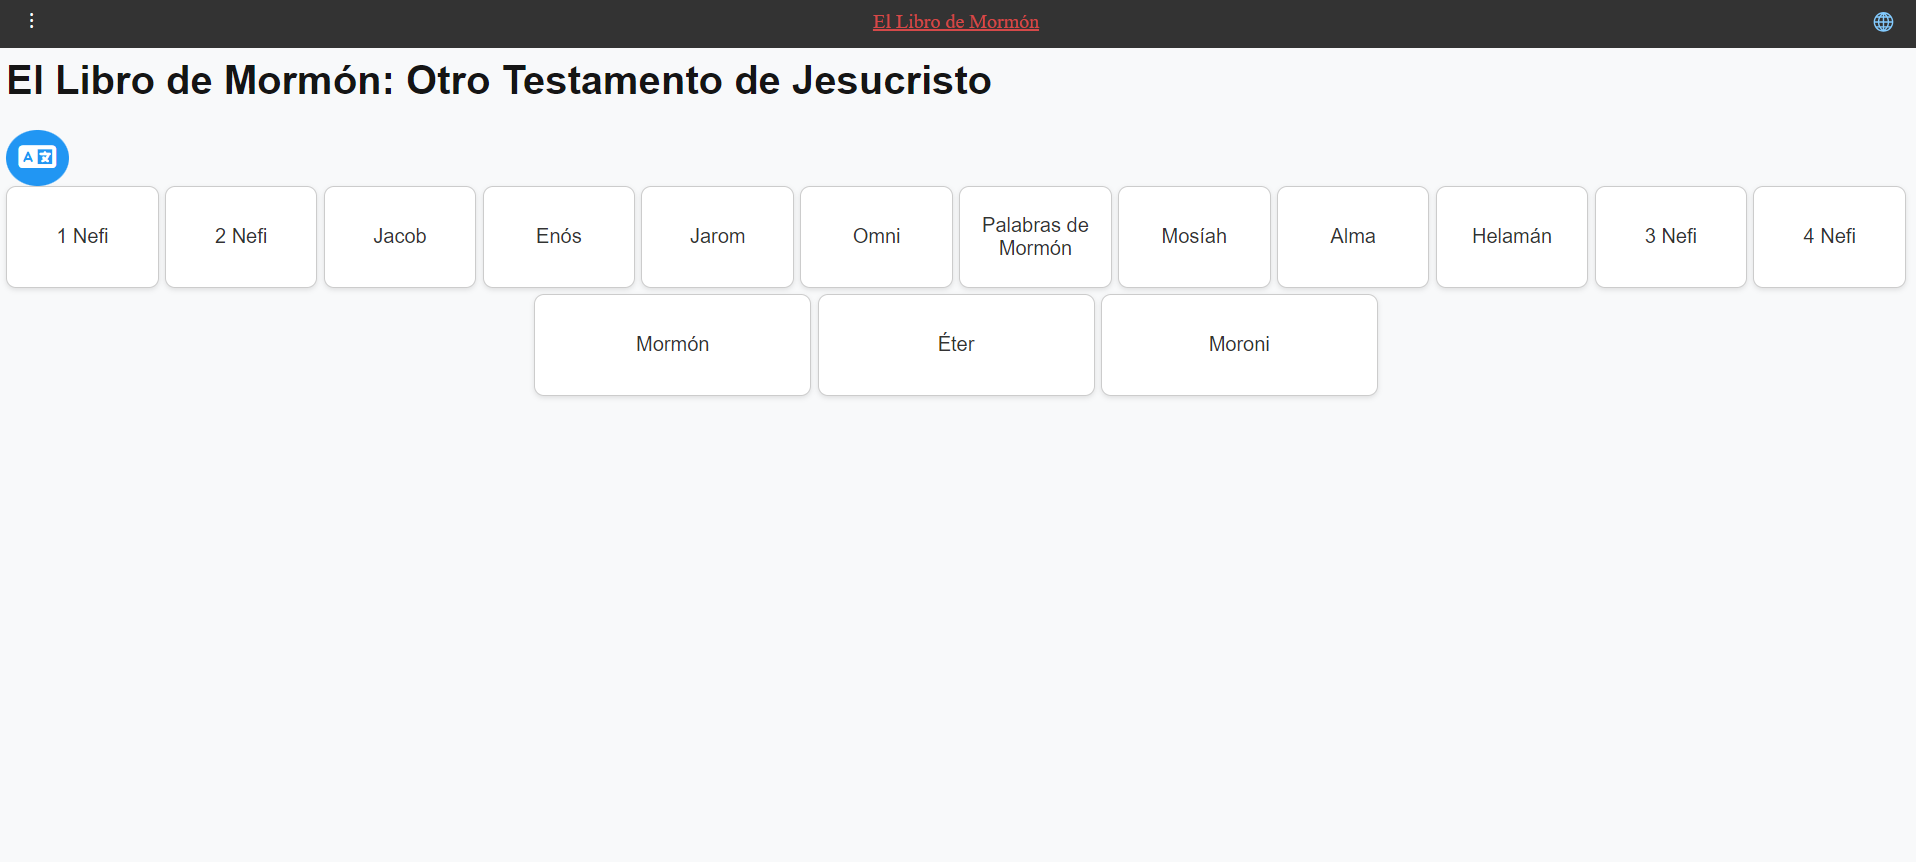 El Libro de Mormón
El Libro de Mormón: Otro Testamento de Jesucristo
A 文
1 Nefi
2 Nefi
Jacob
Enós
Jarom
Omni
Palabras de
Mormón
Mosíah
Alma
Helamán
3 Nefi
4 Nefi
Mormón
Éter
Moroni